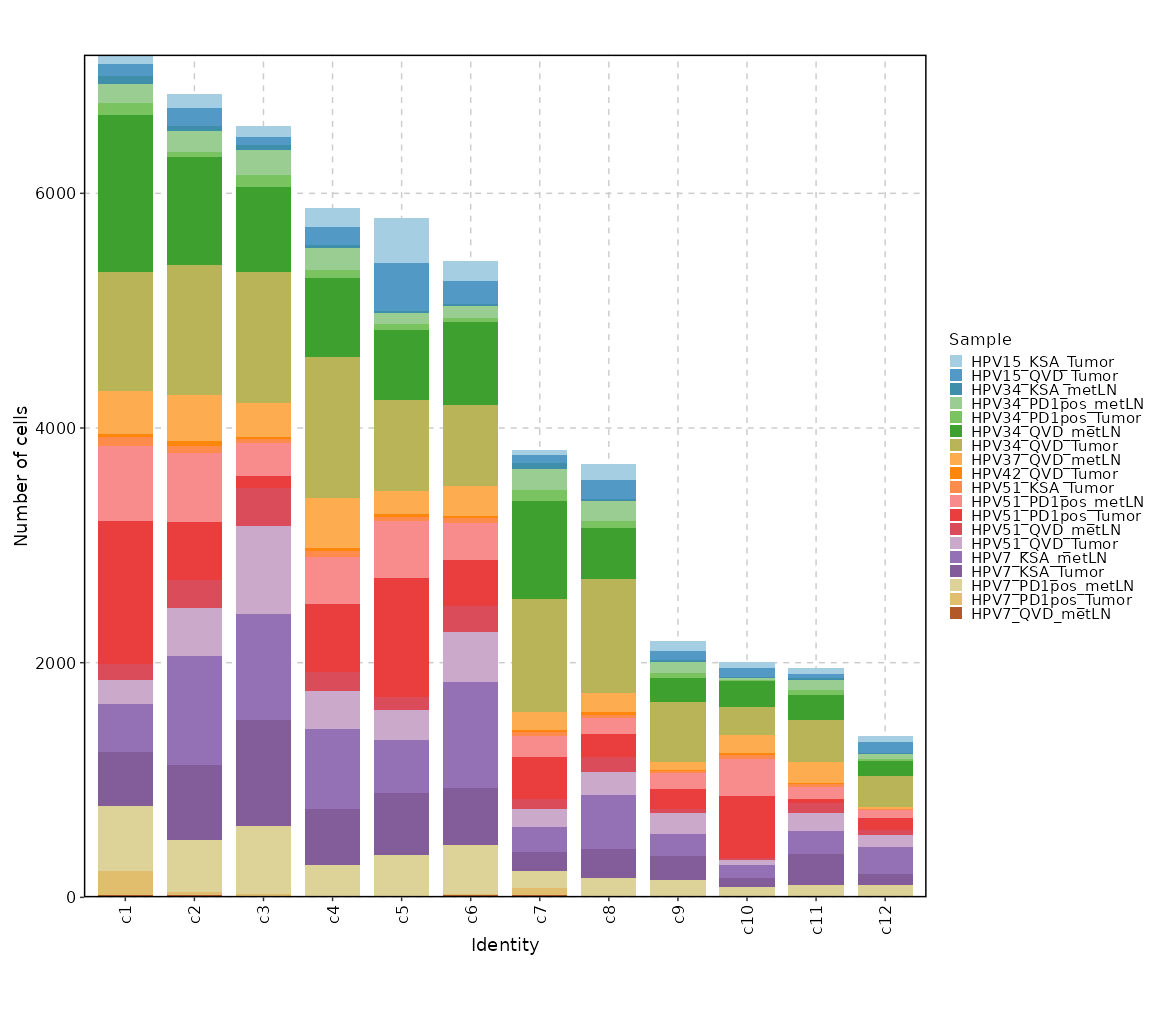 Number of cells
6000
4000
2000
0
c1
c2
c3
c4
c5
c6
c7
c8
c9
c10
c11
c12
Identity
Sample
HPV15_KSA_Tumor
HPV15_QVD_Tumor
HPV34_KSA_metLN
HPV34_PD1pos_metLN
HPV34_PD1pos_Tumor
HPV34_QVD_metLN
HPV34_QVD_Tumor
HPV37_QVD_metLN
HPV42_QVD_Tumor
HPV51_KSA_Tumor
HPV51_PD1pos_metLN
HPV51_PD1pos_Tumor
HPV51_QVD_metLN
HPV51_QVD_Tumor
HPV7_KSA_metLN
HPV7_KSA_Tumor
HPV7_PD1pos_metLN
HPV7_PD1pos_Tumor
HPV7_QVD_metLN